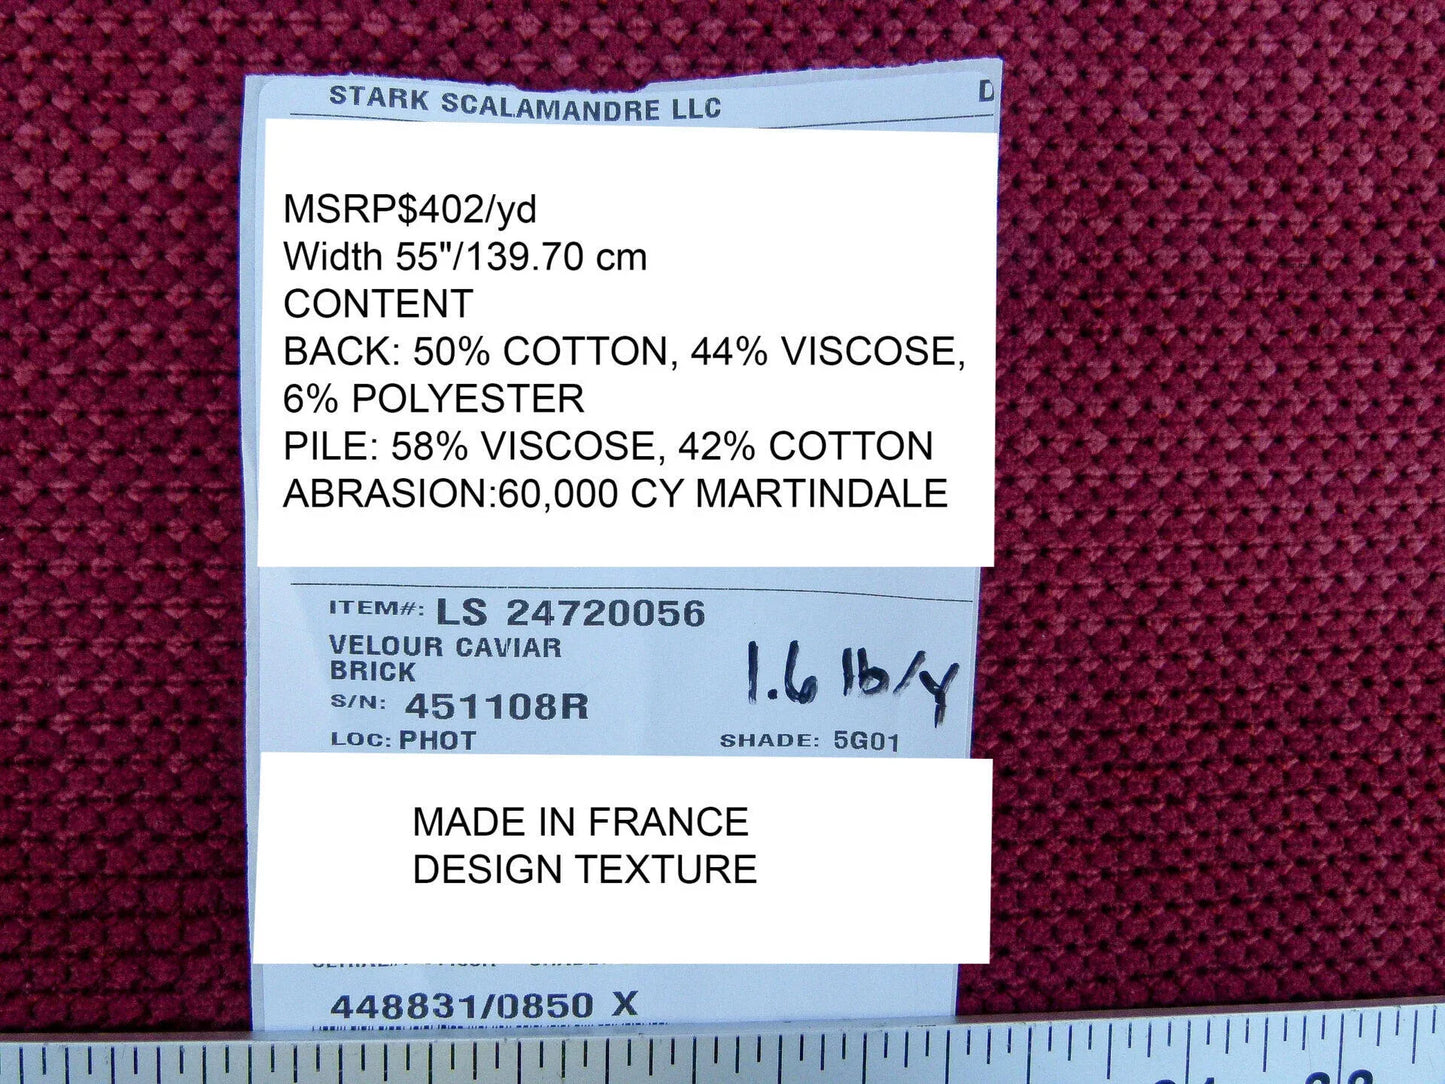 STARK SCALAMANDRE LLC D
MSRP$402/yd
Width 55"/139.70 cm
CONTENT
BACK: 50% COTTON, 44% VISCOSE,
6% POLYESTER
PILE: 58% VISCOSE, 42% COTTON
ABRASION:60,000 CY MARTINDALE
ITEM#: LS 24720056
VELOUR CAVIAR
BRICK
1.6 lb/y
S/N: 451108R
LOC: PHOT SHADE: 5G01
MADE IN FRANCE
DESIGN TEXTURE
448831/0850 X